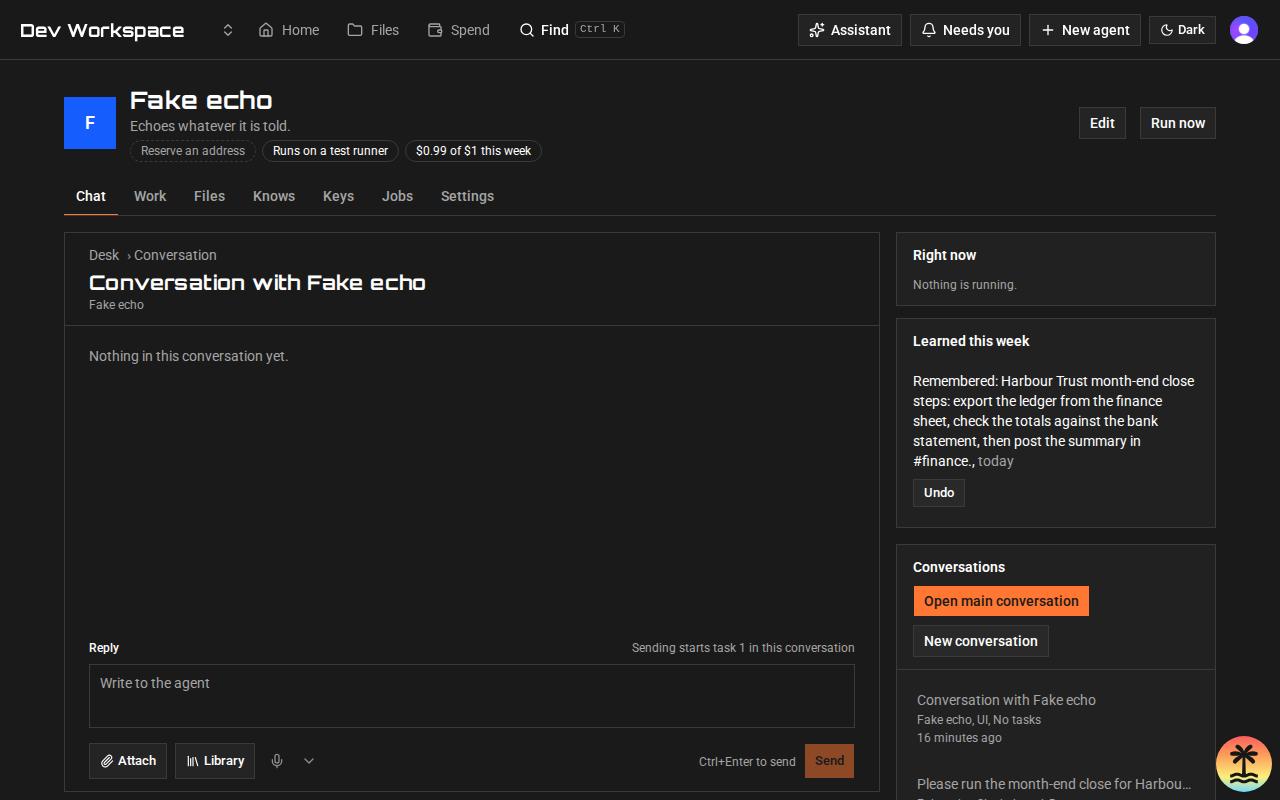 Dev Workspace
Home
Files
Spend
Find Ctrl K
Assistant
Needs you
New agent
Dark
F
Fake echo
Echoes whatever it is told.
Reserve an address
Runs on a test runner
$0.99 of $1 this week
Edit
Run now
Chat
Work
Files
Knows
Keys
Jobs
Settings
Desk › Conversation
Conversation with Fake echo
Fake echo
Nothing in this conversation yet.
Reply
Sending starts task 1 in this conversation
Write to the agent
Attach
Library
Ctrl+Enter to send
Send
Right now
Nothing is running.
Learned this week
Remembered: Harbour Trust month-end close
steps: export the ledger from the finance
sheet, check the totals against the bank
statement, then post the summary in
#finance., today
Undo
Conversations
Open main conversation
New conversation
Conversation with Fake echo
Fake echo, UI, No tasks
16 minutes ago
Please run the month-end close for Harbou...